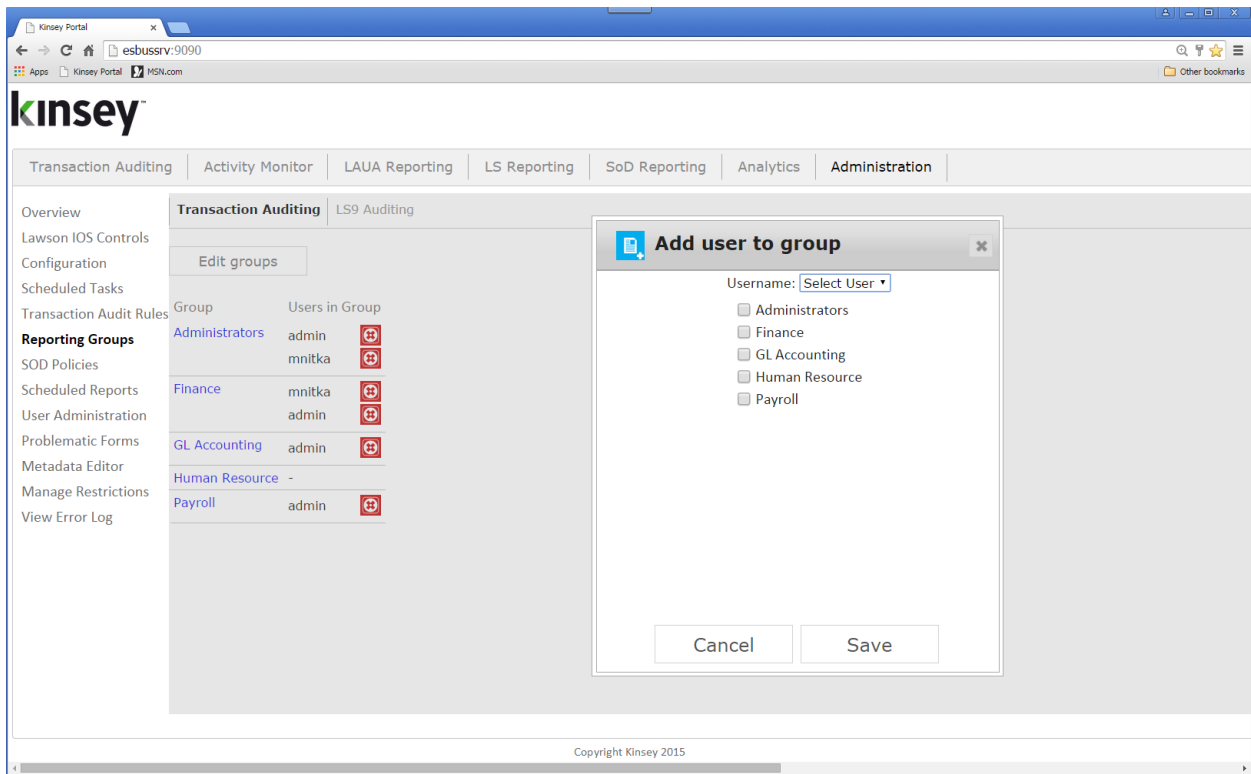 Kinsey Portal
esbussrv:9090
Apps Kinsey Portal MSN.com Other bookmarks
kinsey™
Transaction Auditing Activity Monitor LAUA Reporting LS Reporting SoD Reporting Analytics Administration
Overview
Lawson IOS Controls
Configuration
Scheduled Tasks
Transaction Audit Rules
Reporting Groups
SOD Policies
Scheduled Reports
User Administration
Problematic Forms
Metadata Editor
Manage Restrictions
View Error Log
Transaction Auditing LS9 Auditing
Edit groups
Group Users in Group
Administrators admin
mnitka
Finance mnitka
admin
GL Accounting admin
Human Resource -
Payroll admin
Add user to group
Username: Select User
Administrators
Finance
GL Accounting
Human Resource
Payroll
Cancel Save
Copyright Kinsey 2015